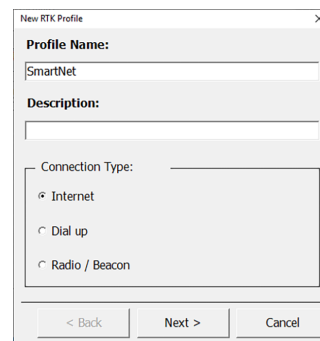 New RTK Profile
Profile Name:
SmartNet
Description:
Connection Type:
Internet
Dial up
Radio / Beacon
< Back Next > Cancel